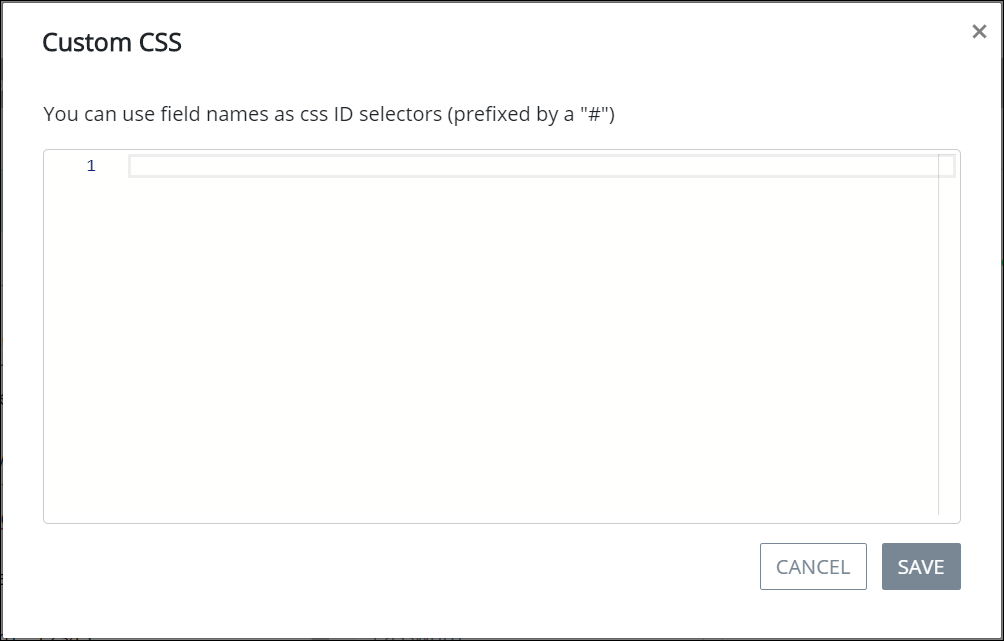 Custom CSS
×
You can use field names as css ID selectors (prefixed by a "#")
1
CANCEL SAVE